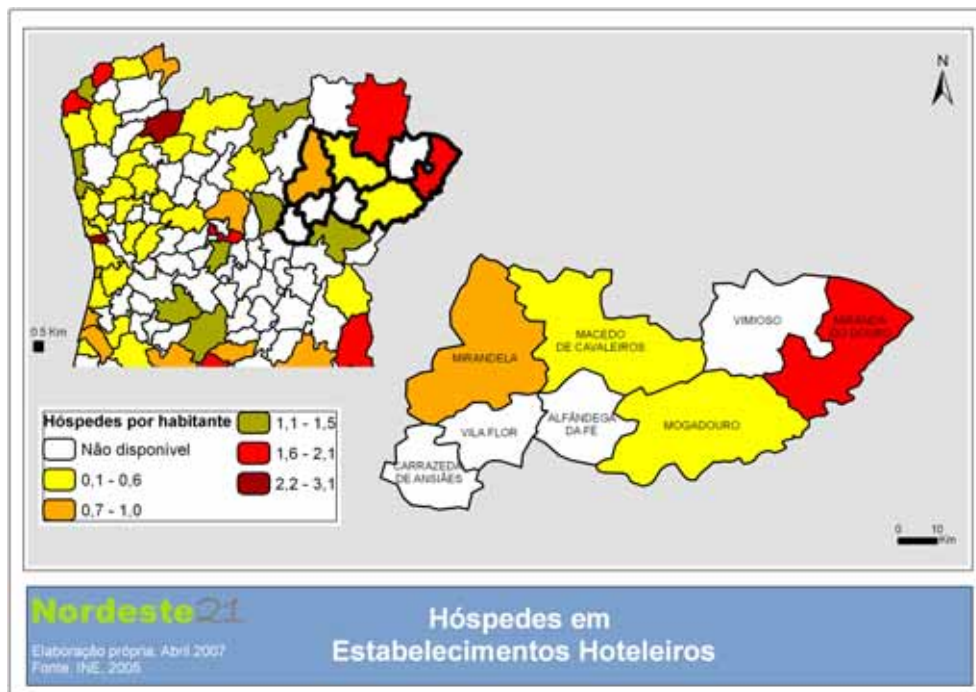 N
0.5 Km
Hóspedes por habitante
Não disponível
0,1 - 0,6
0,7 - 1,0
1,1 - 1,5
1,6 - 2,1
2,2 - 3,1
MIRANDELA
MACEDO
DE CAVALEIROS
VIMIOSO
MIRANDA
DO DOURO
VILA FLOR
ALFÂNDEGA
DA FÉ
MOGADOURO
CARRAZEDA
DE ANSIÃES
0 10
Km
Nordeste21
Elaboração própria, Abril 2007
Fonte, INE, 2005
Hóspedes em
Estabelecimentos Hoteleiros